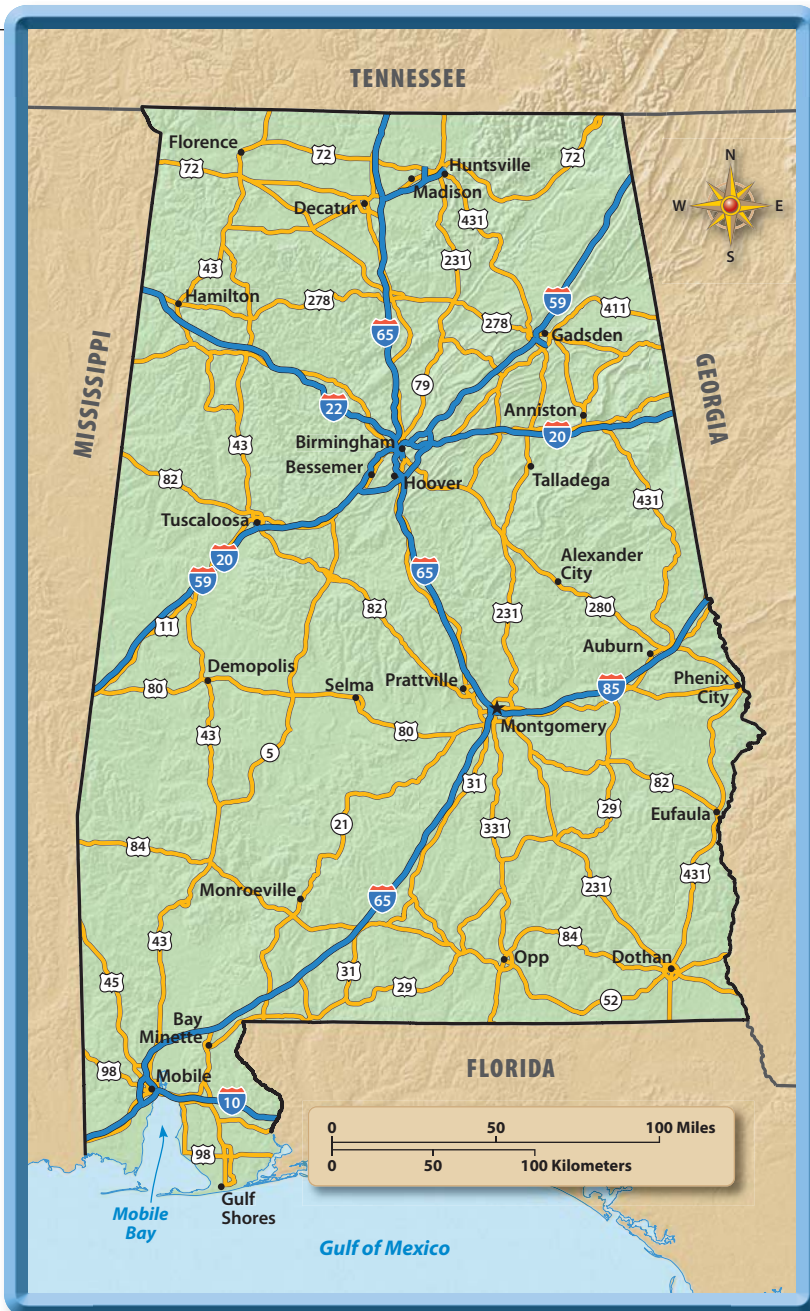 TENNESSEE
Florence
72
72
Huntsville
Madison
72
N
W
E
S
Decatur
431
231
43
Hamilton
278
59
411
65
278
Gadsden
MISSISSIPPI
GEORGIA
79
22
Anniston
20
43
Birmingham
Bessemer
Hoover
Talladega
82
431
Tuscaloosa
20
59
65
Alexander
City
82
231
280
11
Auburn
Demopolis
80
Selma
Prattville
85
Phenix
City
Montgomery
43
80
5
31
82
29
Eufaula
21
331
84
431
Monroeville
65
231
43
84
Opp
Dothan
45
31
29
52
Bay
Minette
98
Mobile
FLORIDA
10
0
50
100 Miles
0
50
100 Kilometers
98
Gulf
Shores
Mobile
Bay
Gulf of Mexico